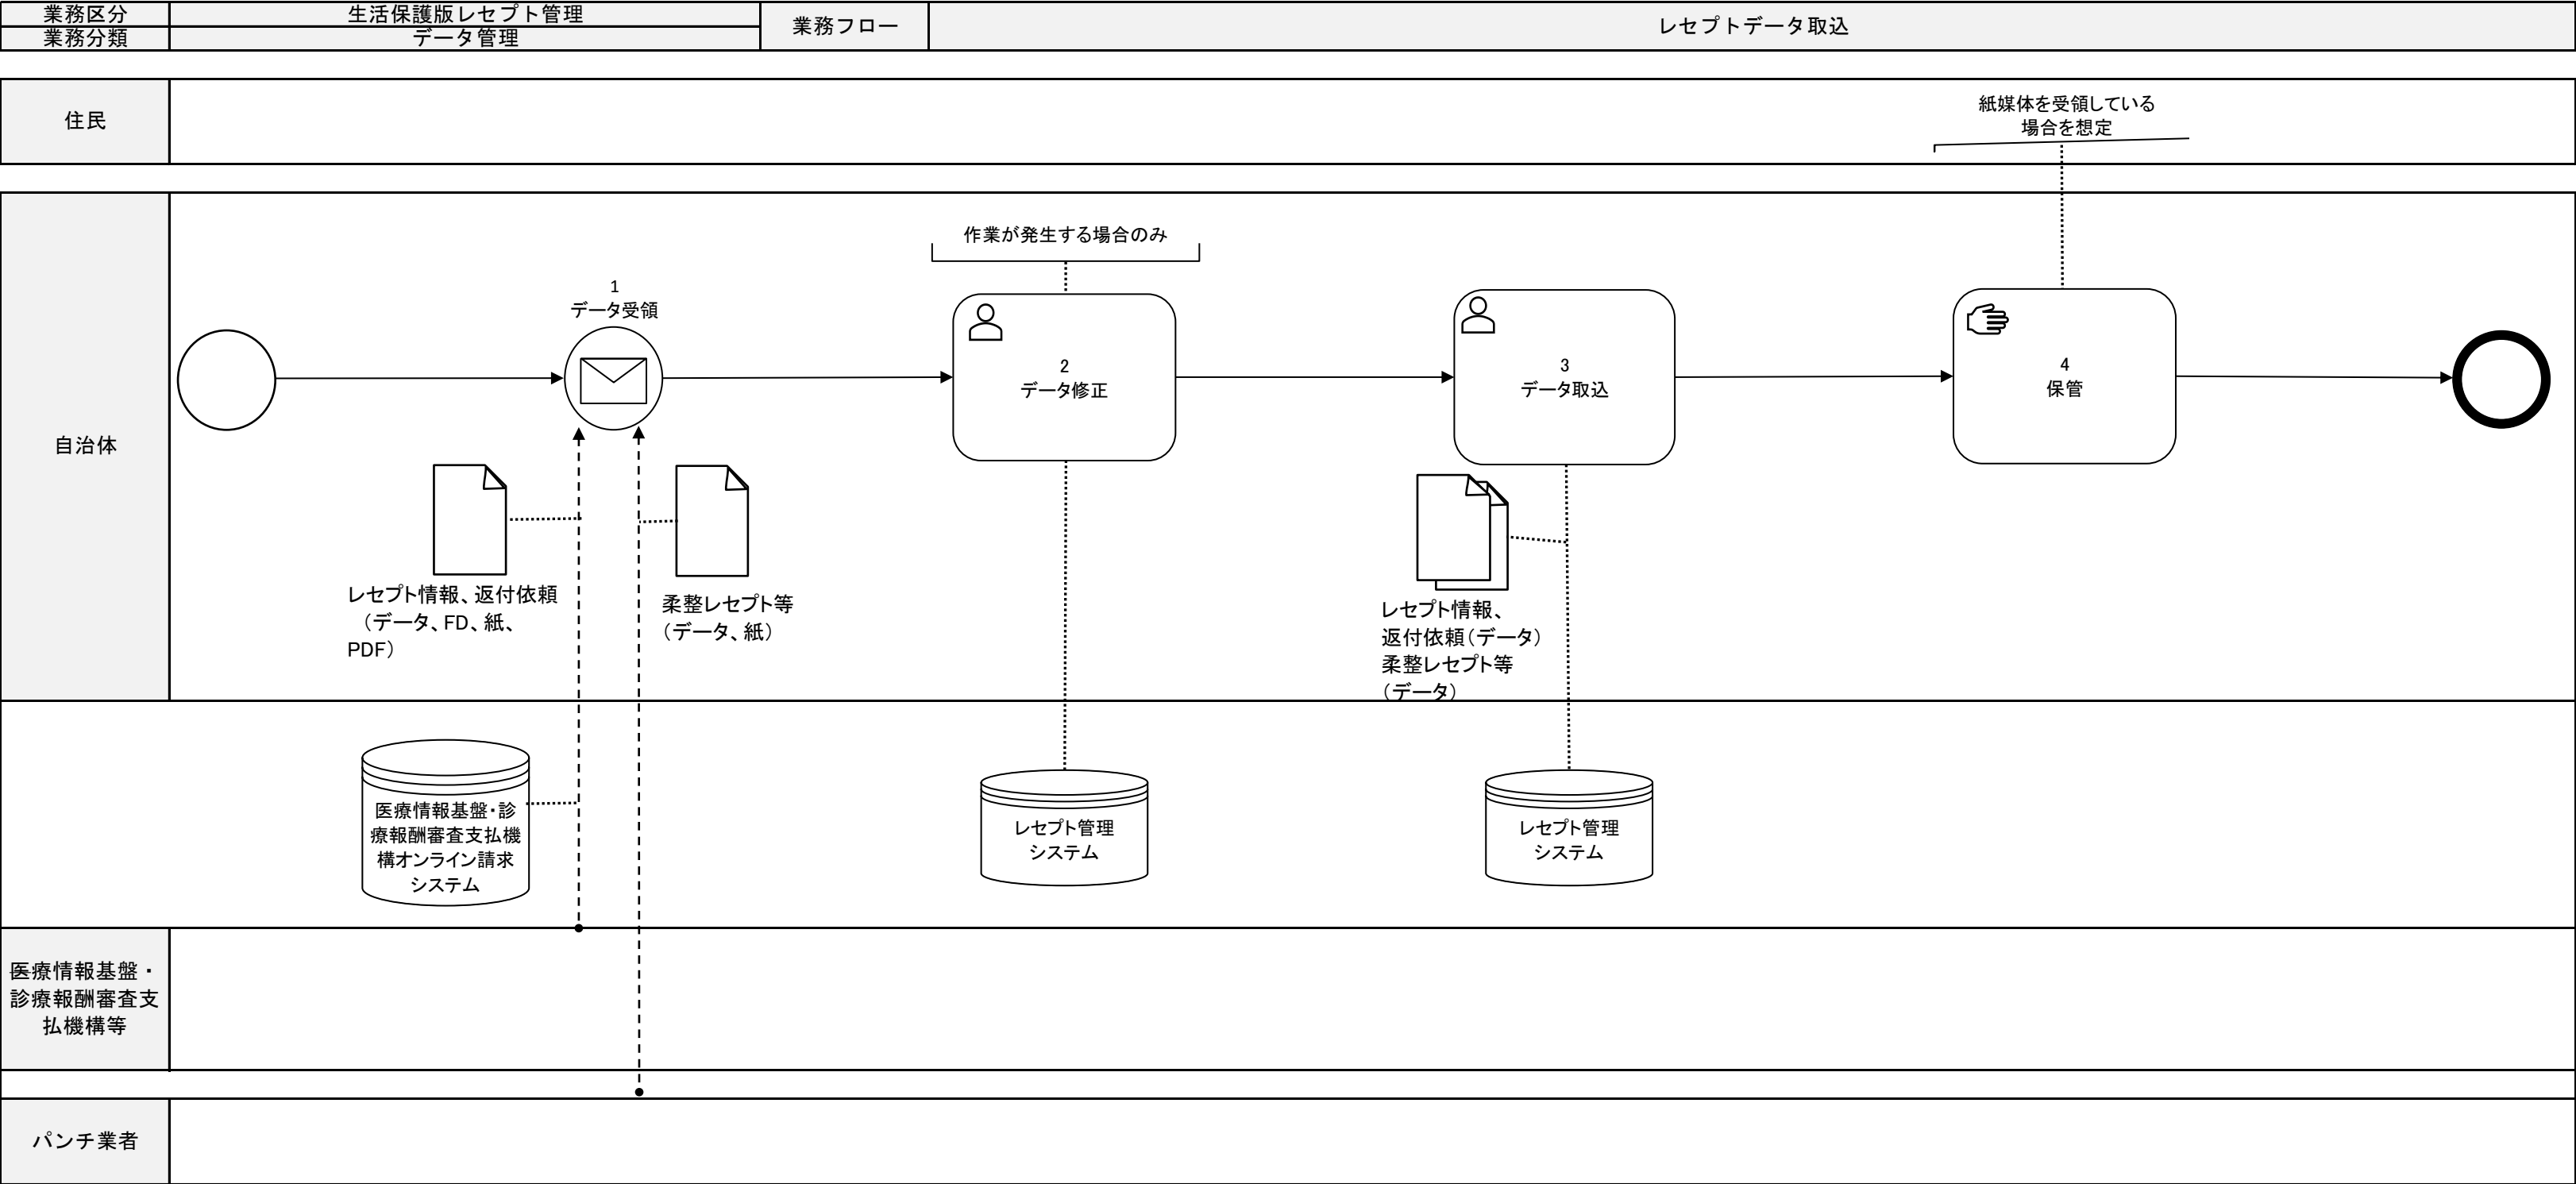 業務区分
生活保護版レセプト管理
業務分類
データ管理
業務フロー
レセプトデータ取込
住民
紙媒体を受領している
場合を想定
自治体
作業が発生する場合のみ
1
データ受領
2
データ修正
3
データ取込
4
保管
レセプト情報、返付依頼
（データ、FD、紙、
PDF）
柔整レセプト等
（データ、紙）
レセプト情報、
返付依頼（データ）
柔整レセプト等
（データ）
医療情報基盤・診
療報酬審査支払機
構オンライン請求
システム
レセプト管理
システム
レセプト管理
システム
医療情報基盤・
診療報酬審査支
払機構等
パンチ業者